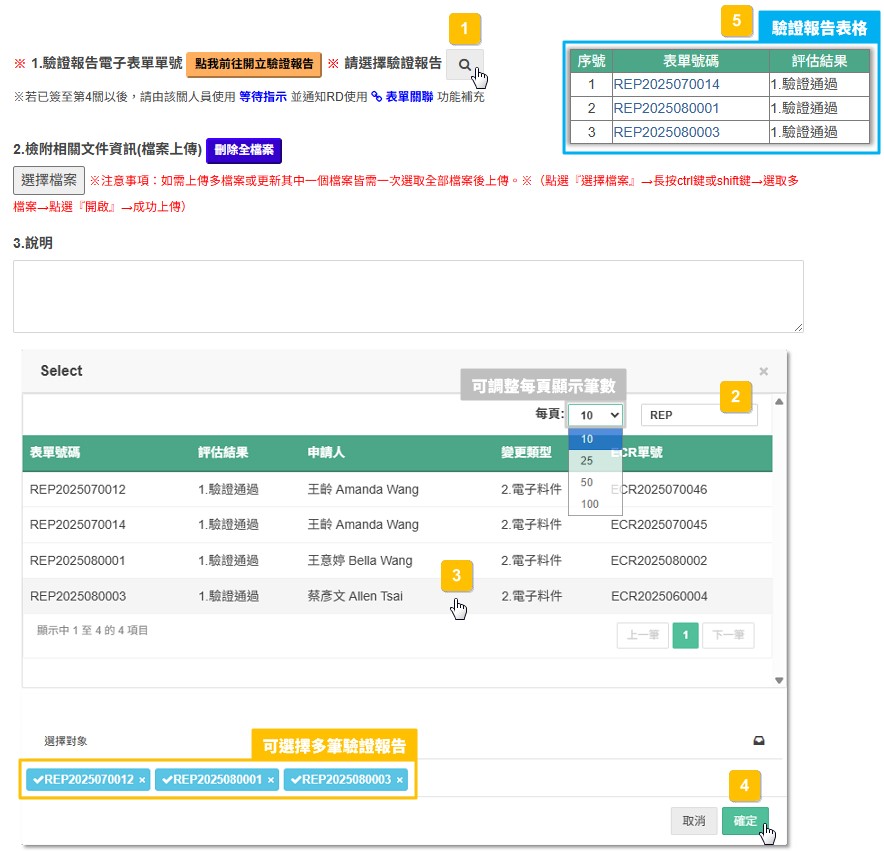 1
5
驗證報告表格
※ 1.驗證報告電子表單單號 點我前往開立驗證報告 ※ 請選擇驗證報告
※若已簽至第4關以後，請由該關人員使用 等待指示 並通知RD使用 表單關聯 功能補充
序號 表單號碼 評估結果
1 REP2025070014 1.驗證通過
2 REP2025080001 1.驗證通過
3 REP2025080003 1.驗證通過
2.檢附相關文件資訊(檔案上傳) 刪除全檔案
選擇檔案 ※注意事項：如需上傳多檔案或更新其中一個檔案皆需一次選取全部檔案後上傳。※（點選『選擇檔案』→長按ctrl鍵或shift鍵→選取多
檔案→點選『開啟』→成功上傳）
3.說明
Select ×
可調整每頁顯示筆數
2
每頁: 10 REP
10
25
50
100
表單號碼 評估結果 申請人 變更類型 ECR單號
REP2025070012 1.驗證通過 王齡 Amanda Wang 2.電子料件 ECR2025070046
REP2025070014 1.驗證通過 王齡 Amanda Wang 2.電子料件 ECR2025070045
REP2025080001 1.驗證通過 王意婷 Bella Wang 2.電子料件 ECR2025080002
3
REP2025080003 1.驗證通過 蔡彥文 Allen Tsai 2.電子料件 ECR2025060004
顯示中 1 至 4 的 4 項目
上一筆 1 下一筆
選擇對象
可選擇多筆驗證報告
REP2025070012 × REP2025080001 × REP2025080003 ×
4
取消 確定